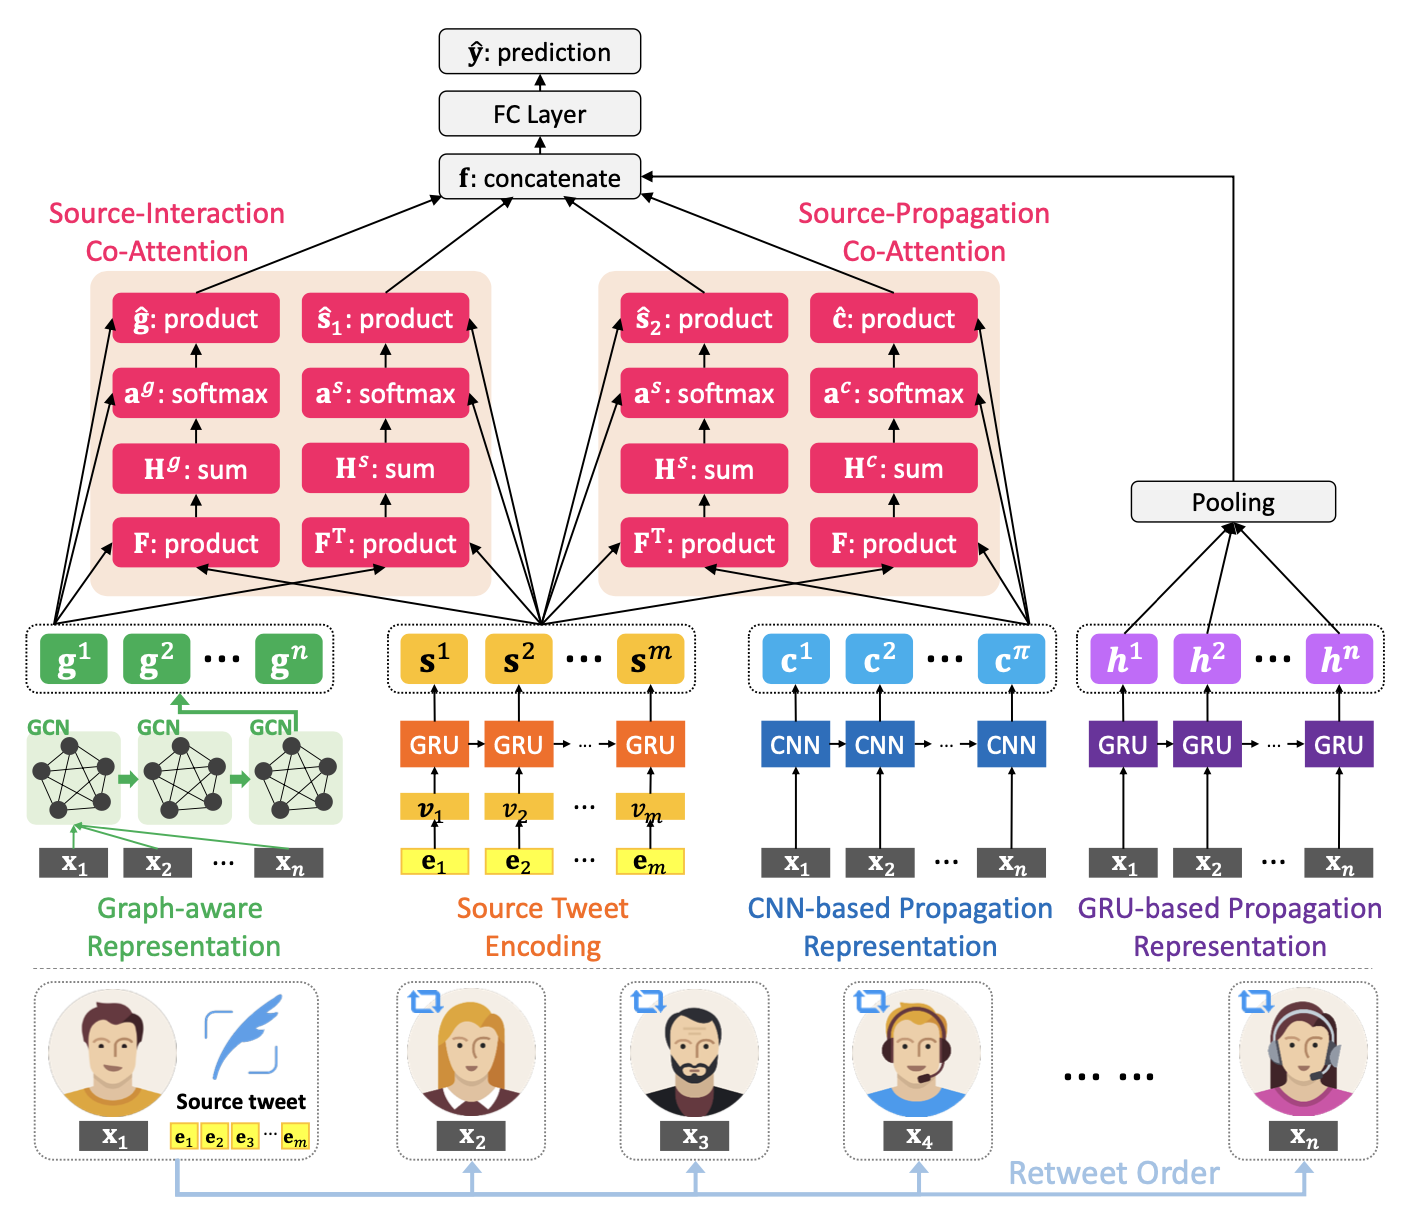 ŷ: prediction
FC Layer
f: concatenate
Source-Interaction
Co-Attention
Source-Propagation
Co-Attention
ĝ: product
ŝ₁: product
ŝ₂: product
ĉ: product
aᵍ: softmax
aˢ: softmax
aˢ: softmax
aᶜ: softmax
Hᵍ: sum
Hˢ: sum
Hˢ: sum
Hᶜ: sum
F: product
Fᵀ: product
Fᵀ: product
F: product
Pooling
g¹ g² ... gⁿ
s¹ s² ... sᵐ
c¹ c² ... c^π
h¹ h² ... hⁿ
GCN GCN GCN
GRU GRU ... GRU
CNN CNN ... CNN
GRU GRU ... GRU
v₁ v₂ ... vₘ
x₁ x₂ ... xₙ
e₁ e₂ ... eₘ
x₁ x₂ ... xₙ
x₁ x₂ ... xₙ
Graph-aware
Representation
Source Tweet
Encoding
CNN-based Propagation
Representation
GRU-based Propagation
Representation
Source tweet
x₁
e₁ e₂ e₃ ... eₘ
x₂
x₃
x₄
... ...
xₙ
Retweet Order